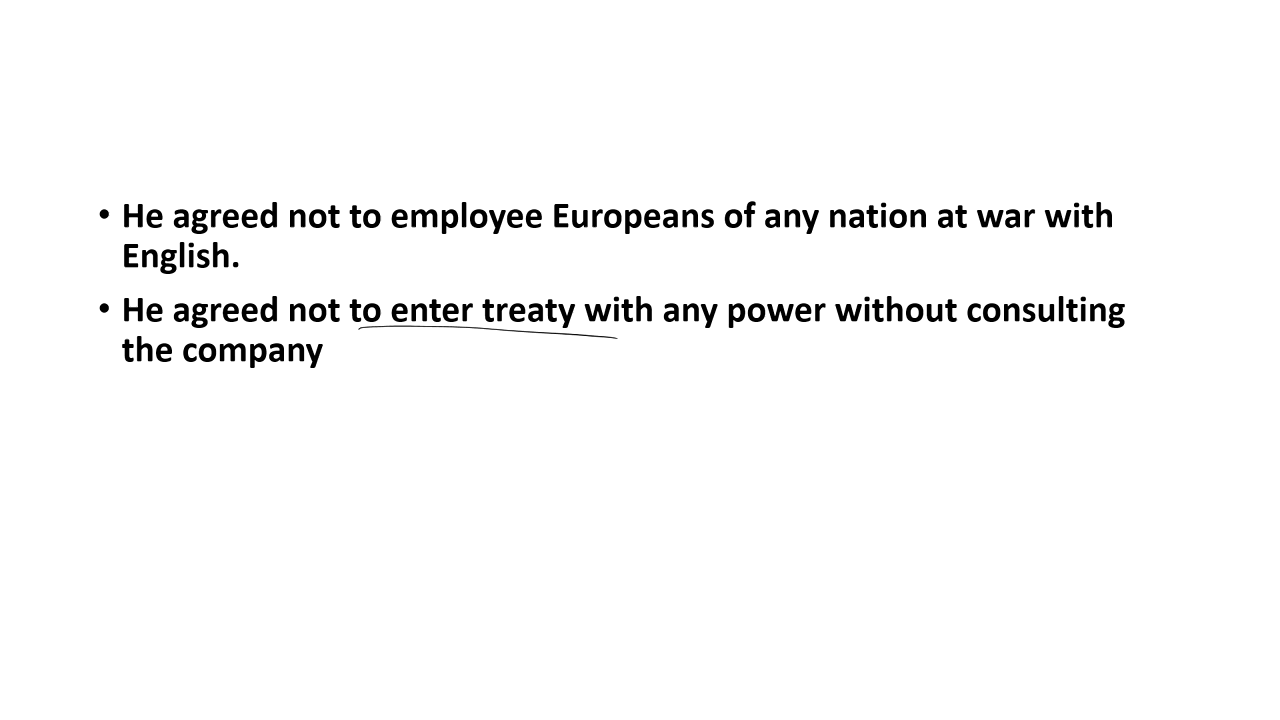 • He agreed not to employee Europeans of any nation at war with
English.
• He agreed not to enter treaty with any power without consulting
the company